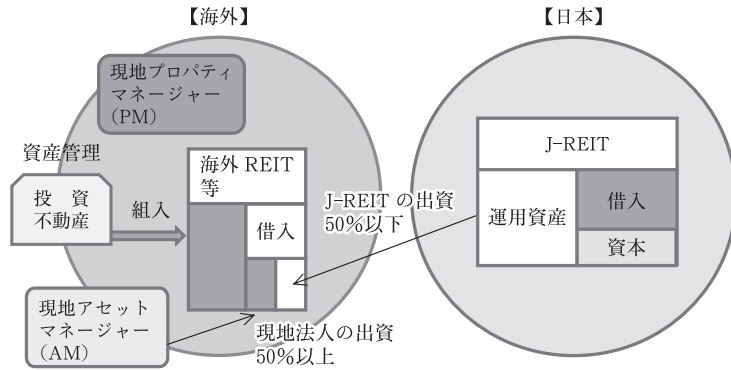 【海外】
【日本】
現地プロパティ
マネージャー
(PM)
資産管理
投　資
不動産
組入
海外 REIT
等
借入
J-REIT の出資
50%以下
J-REIT
運用資産
借入
資本
現地アセット
マネージャー
(AM)
現地法人の出資
50%以上